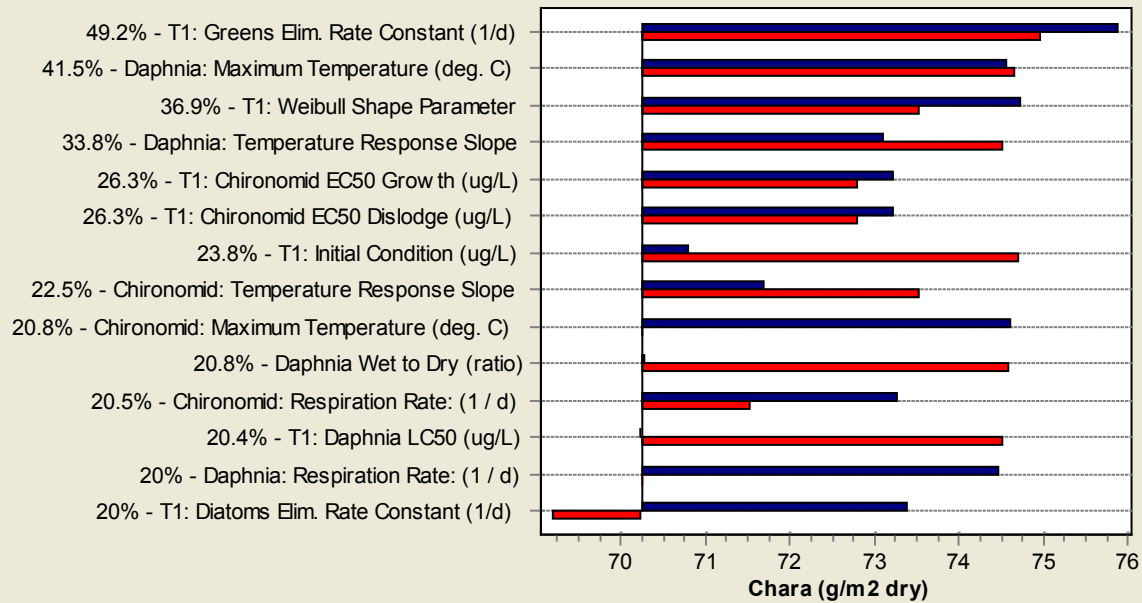 49.2% - T1: Greens Elim. Rate Constant (1/d)
41.5% - Daphnia: Maximum Temperature (deg. C)
36.9% - T1: Weibull Shape Parameter
33.8% - Daphnia: Temperature Response Slope
26.3% - T1: Chironomid EC50 Growth (ug/L)
26.3% - T1: Chironomid EC50 Dislodge (ug/L)
23.8% - T1: Initial Condition (ug/L)
22.5% - Chironomid: Temperature Response Slope
20.8% - Chironomid: Maximum Temperature (deg. C)
20.8% - Daphnia Wet to Dry (ratio)
20.5% - Chironomid: Respiration Rate: (1 / d)
20.4% - T1: Daphnia LC50 (ug/L)
20% - Daphnia: Respiration Rate: (1 / d)
20% - T1: Diatoms Elim. Rate Constant (1/d)
70 71 72 73 74 75 76
Chara (g/m2 dry)